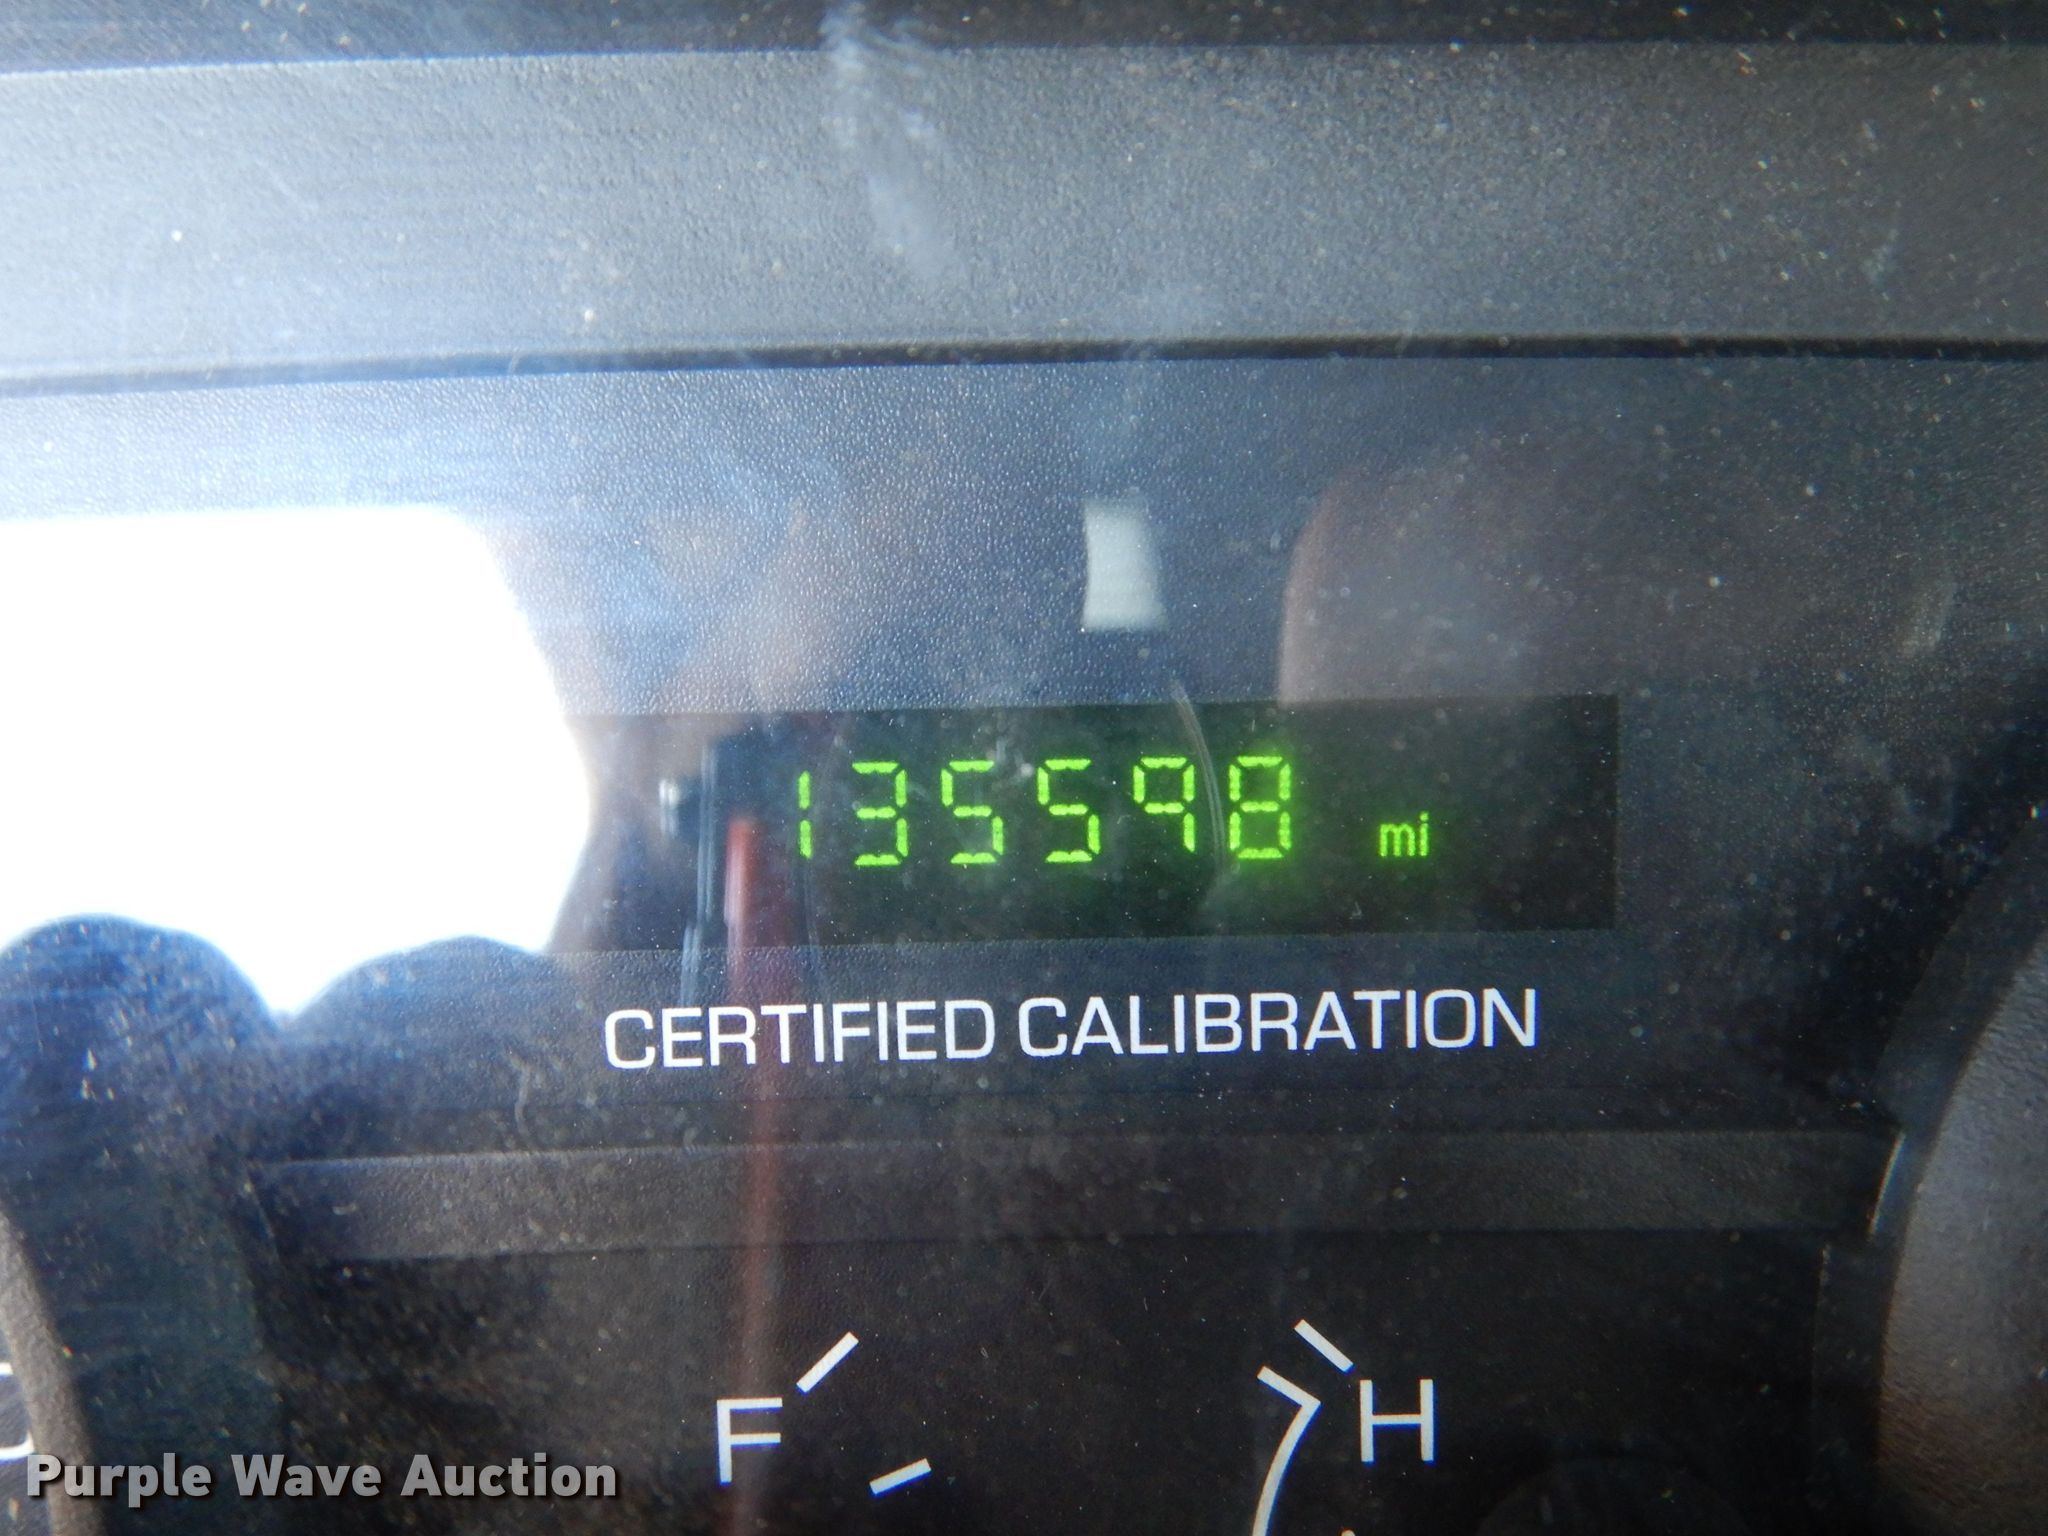 135598 mi
CERTIFIED CALIBRATION
F H
Purple Wave Auction